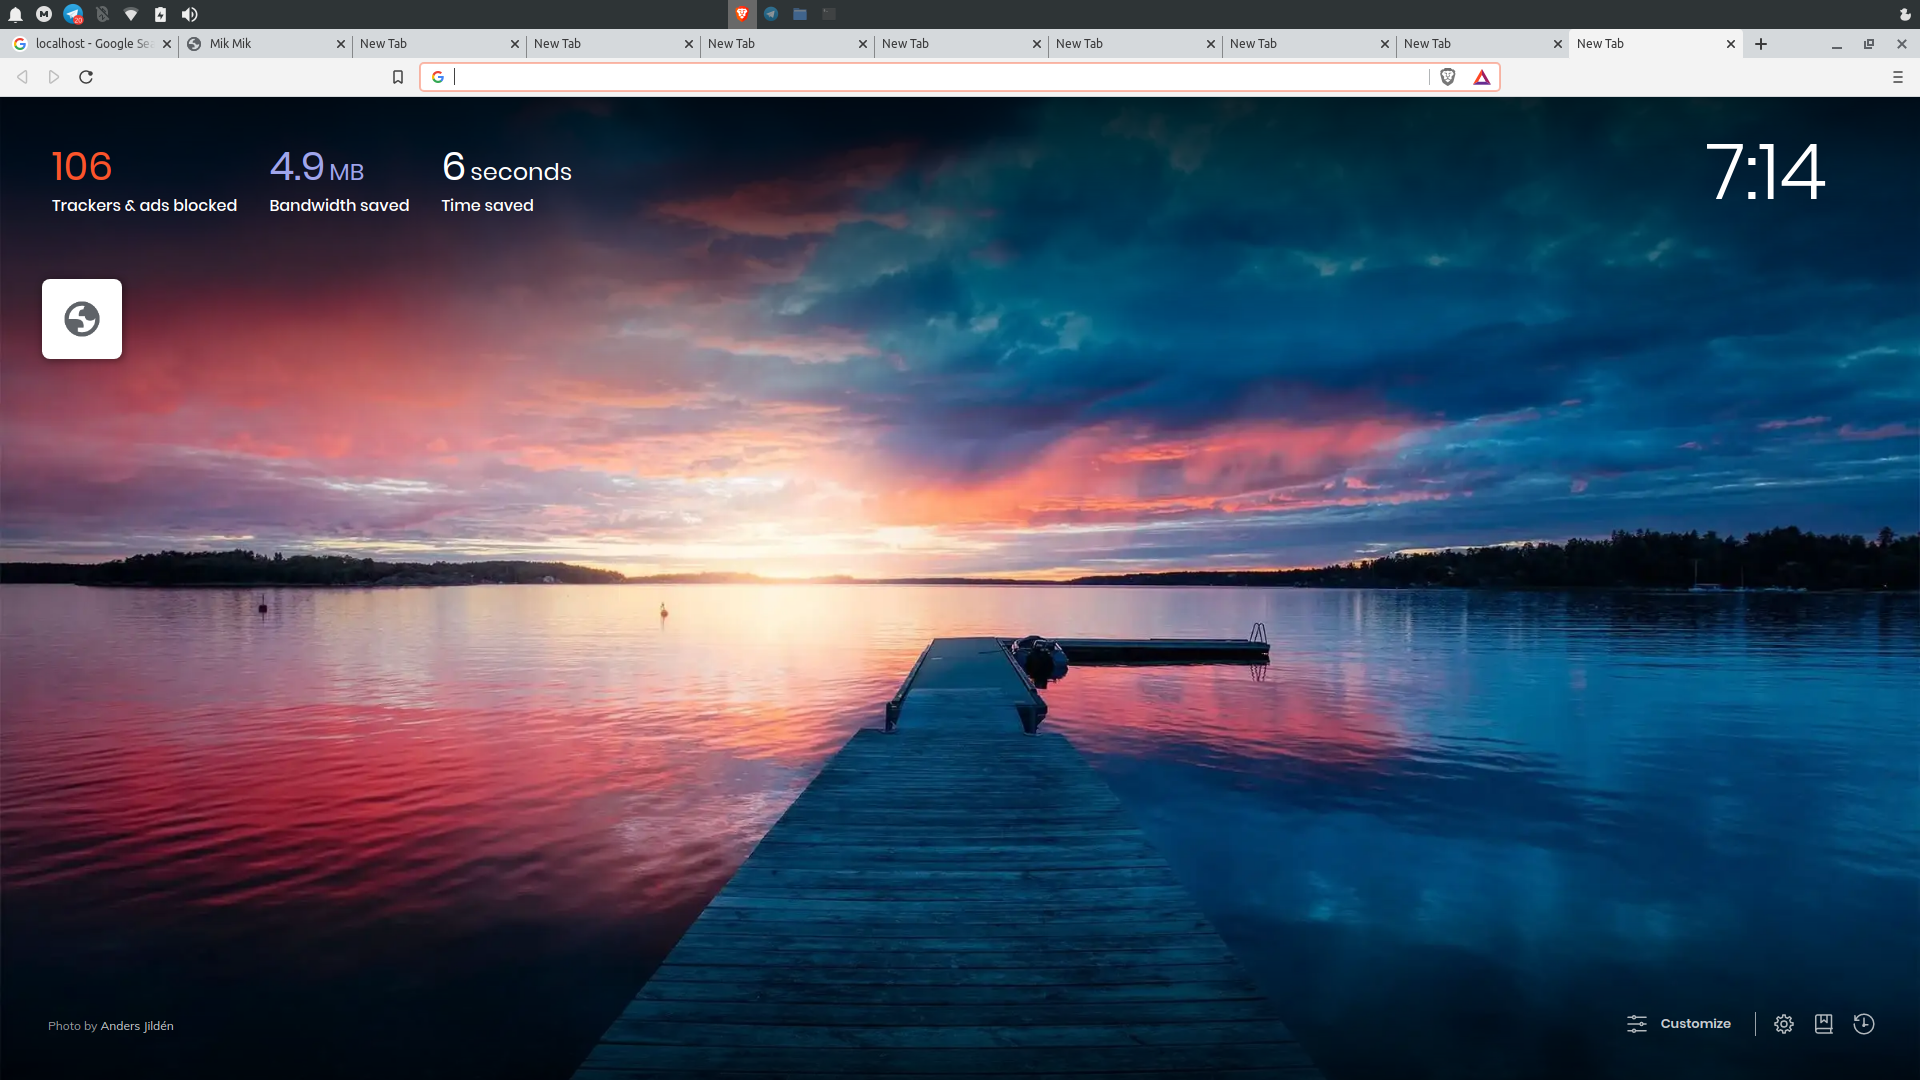 20
localhost - Google Sea
Mik Mik
New Tab
New Tab
New Tab
New Tab
New Tab
New Tab
New Tab
New Tab
106
Trackers & ads blocked
4.9 MB
Bandwidth saved
6 seconds
Time saved
7:14
Photo by Anders Jildén
Customize